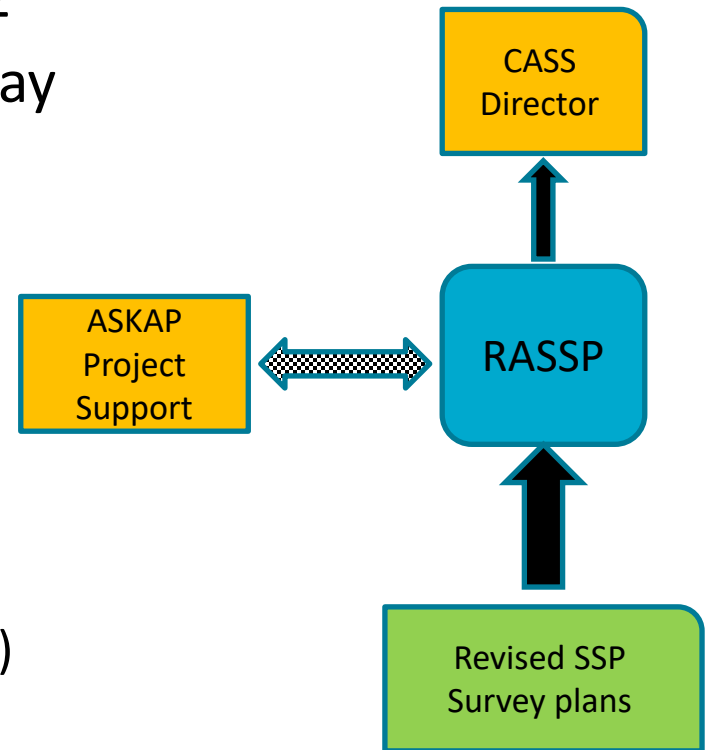 ay
CASS
Director
ASKAP
Project
Support
RASSP
)
Revised SSP
Survey plans